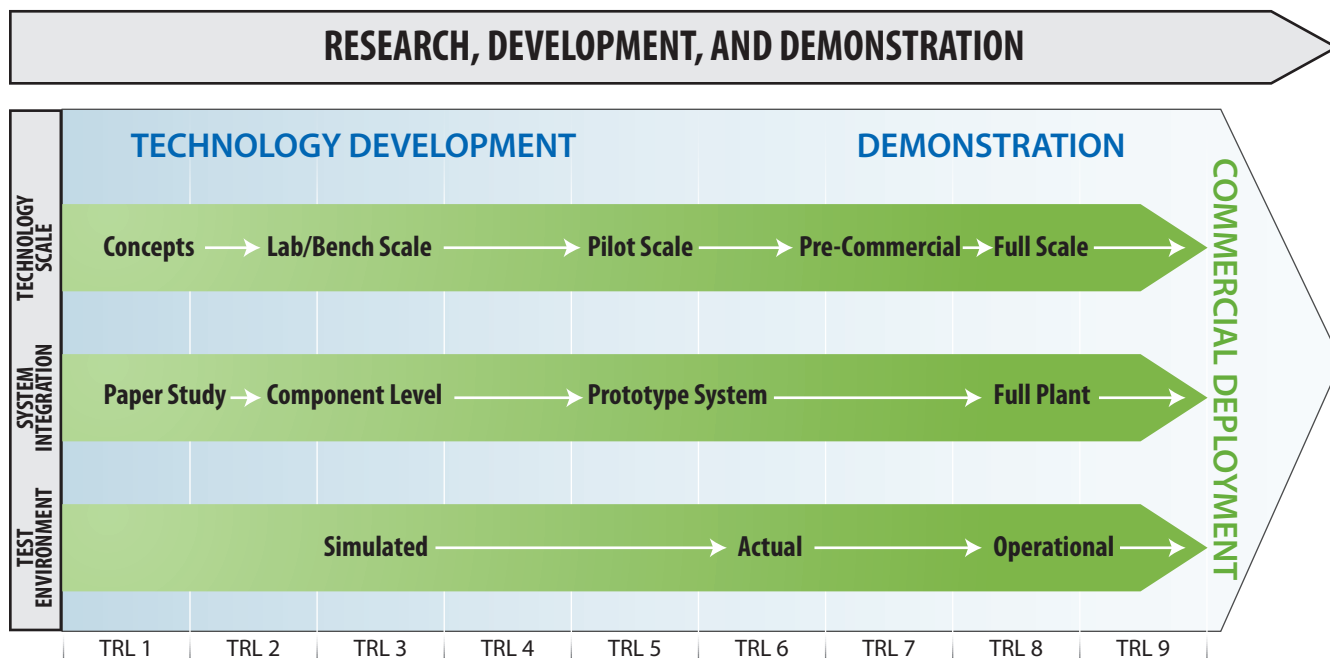 RESEARCH, DEVELOPMENT, AND DEMONSTRATION
TECHNOLOGY DEVELOPMENT
DEMONSTRATION
TECHNOLOGY
SCALE
Concepts
Lab/Bench Scale
Pilot Scale
Pre-Commercial
Full Scale
SYSTEM
INTEGRATION
Paper Study
Component Level
Prototype System
Full Plant
TEST
ENVIRONMENT
Simulated
Actual
Operational
COMMERCIAL DEPLOYMENT
TRL 1
TRL 2
TRL 3
TRL 4
TRL 5
TRL 6
TRL 7
TRL 8
TRL 9